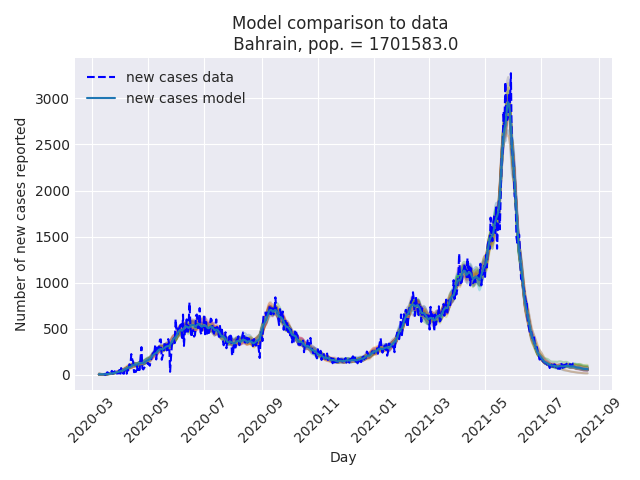 Model comparison to data
Bahrain, pop. = 1701583.0
new cases data
new cases model
Number of new cases reported
3000
2500
2000
1500
1000
500
0
2020-03
2020-05
2020-07
2020-09
2020-11
2021-01
2021-03
2021-05
2021-07
2021-09
Day